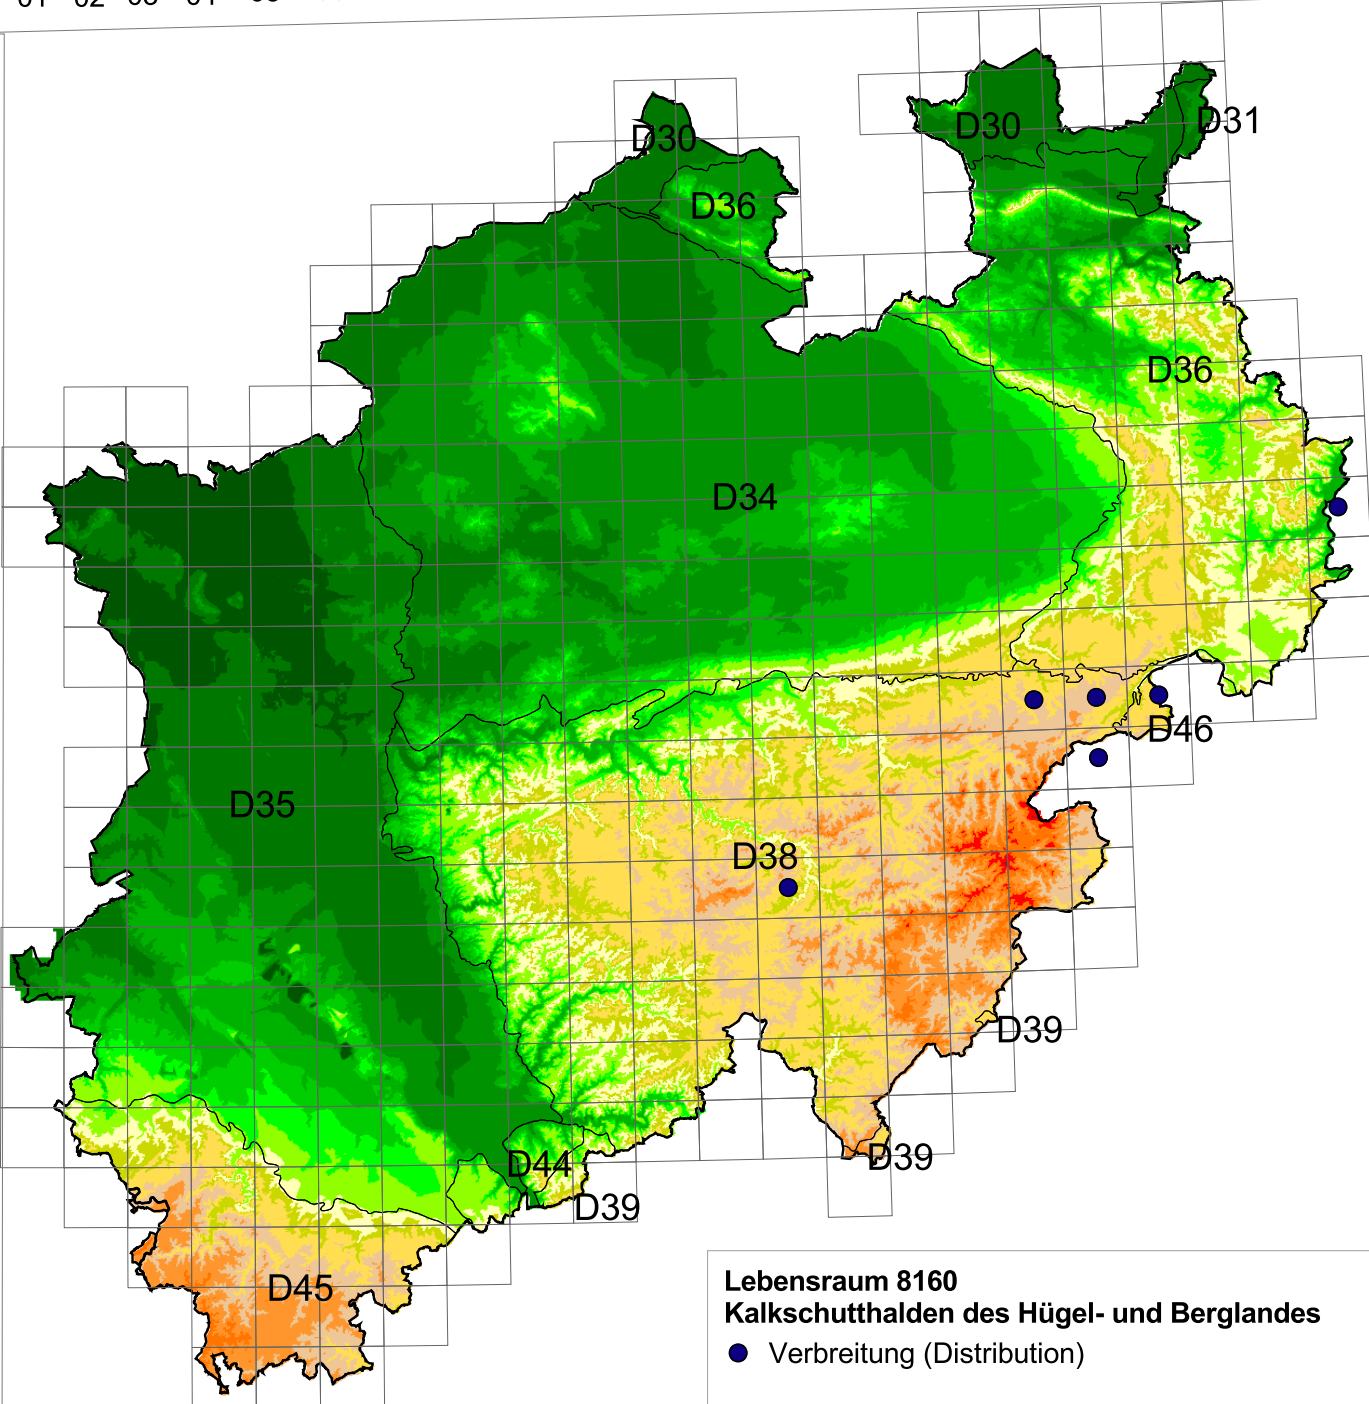 D30
D30
D31
D36
D36
D34
D46
D35
D38
D39
D39
D44
D39
D45
Lebensraum 8160
Kalkschutthalden des Hügel- und Berglandes
Verbreitung (Distribution)